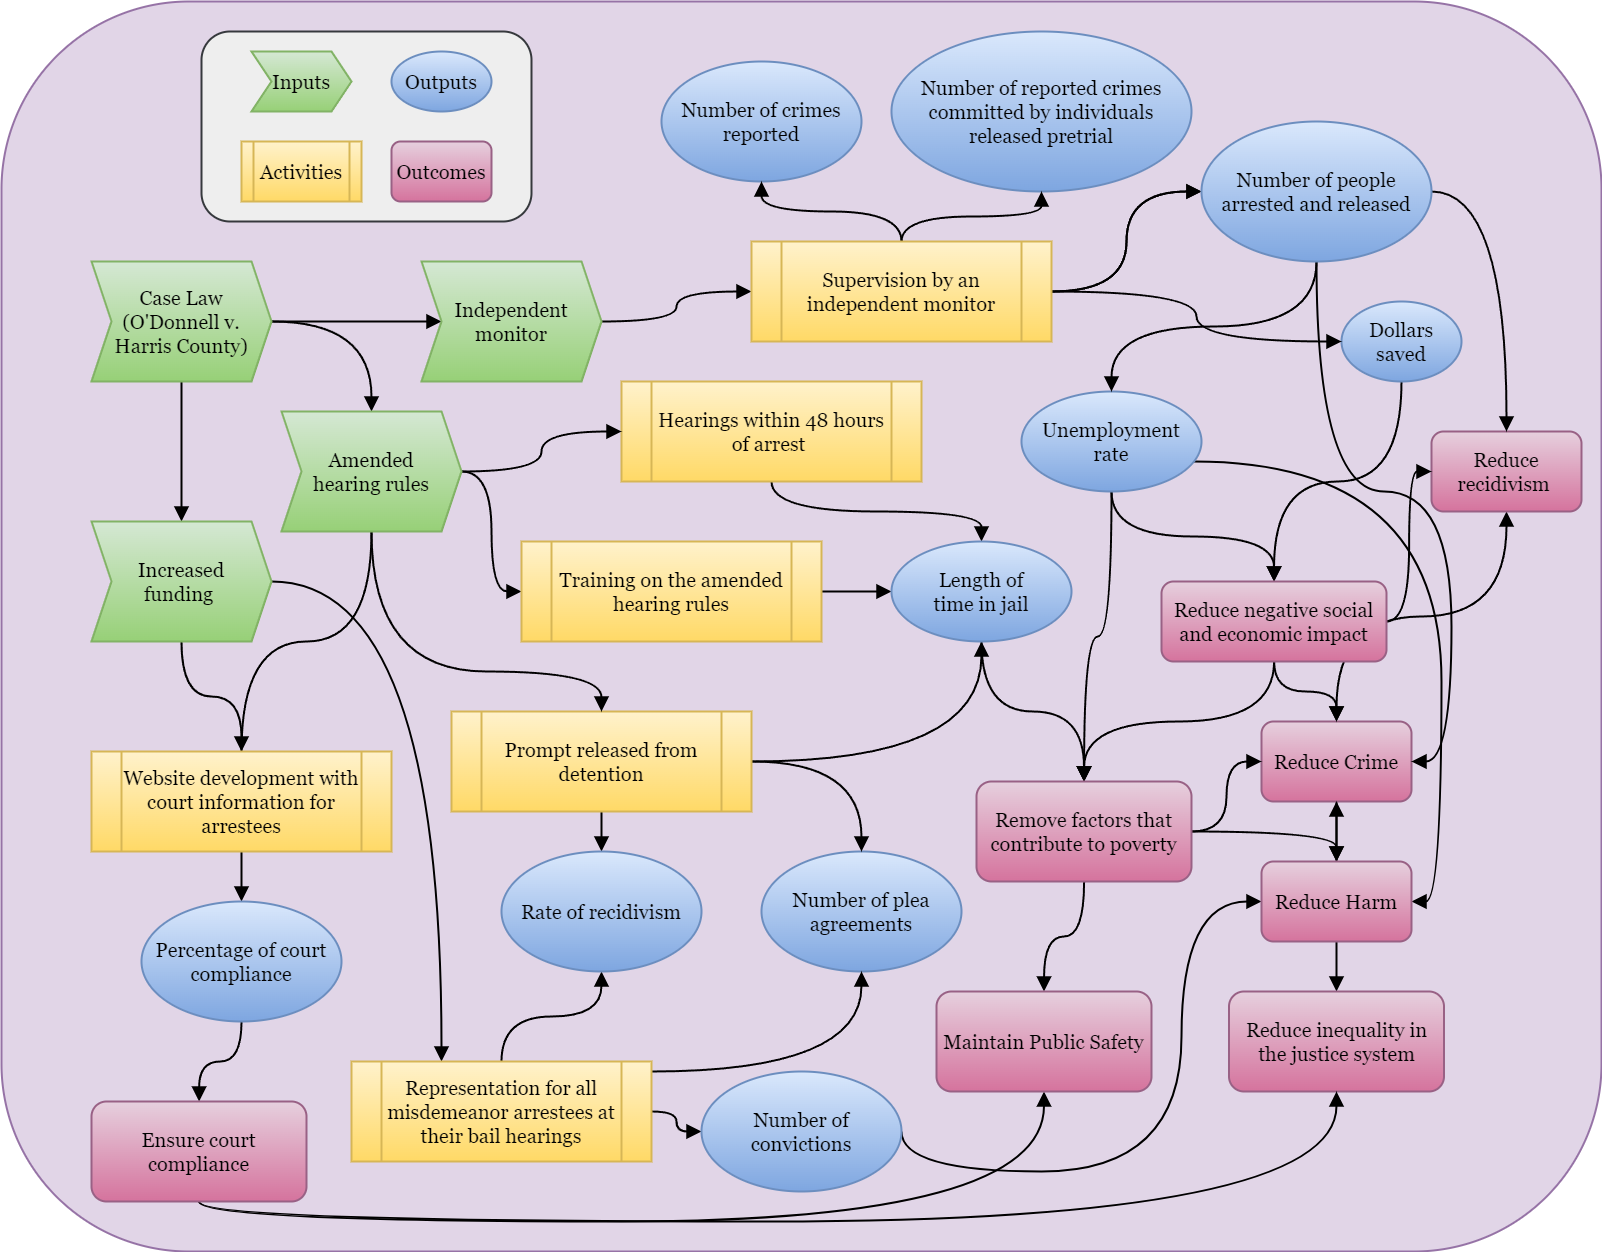 Inputs
Outputs
Activities
Outcomes
Number of crimes
reported
Number of reported crimes
committed by individuals
released pretrial
Number of people
arrested and released
Case Law
(O'Donnell v.
Harris County)
Independent
monitor
Supervision by an
independent monitor
Dollars
saved
Amended
hearing rules
Hearings within 48 hours
of arrest
Unemployment
rate
Reduce
recidivism
Increased
funding
Training on the amended
hearing rules
Length of
time in jail
Reduce negative social
and economic impact
Website development with
court information for
arrestees
Prompt released from
detention
Remove factors that
contribute to poverty
Reduce Crime
Rate of recidivism
Number of plea
agreements
Reduce Harm
Percentage of court
compliance
Maintain Public Safety
Reduce inequality in
the justice system
Ensure court
compliance
Representation for all
misdemeanor arrestees at
their bail hearings
Number of
convictions